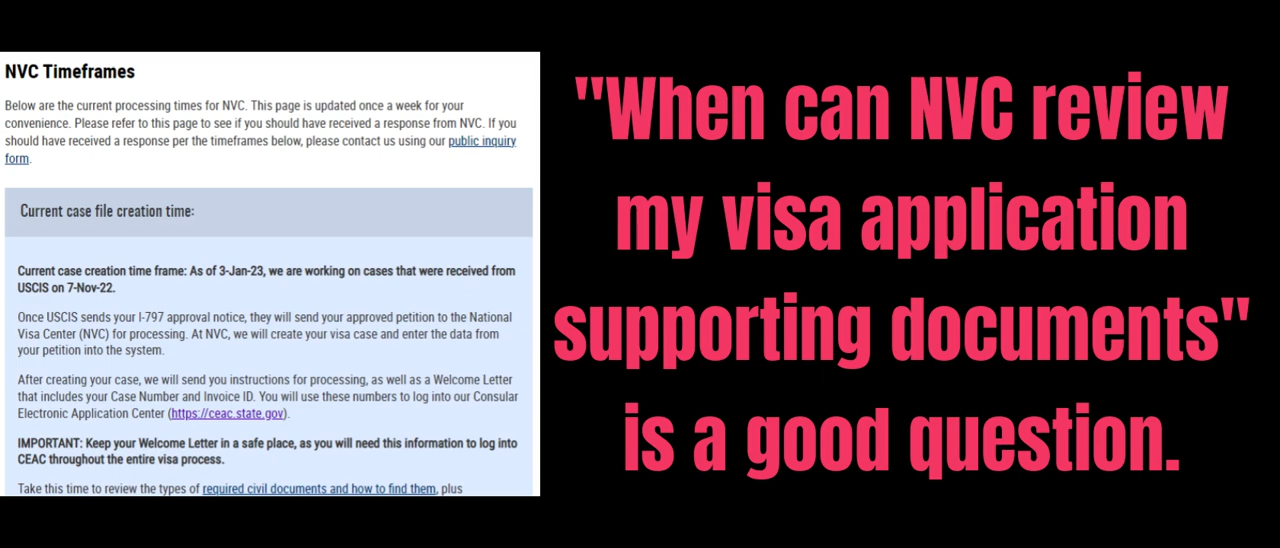 NVC Timeframes
Below are the current processing times for NVC. This page is updated once a week for your
convenience. Please refer to this page to see if you should have received a response from NVC. If you
should have received a response per the timeframes below, please contact us using our public inquiry
form.
Current case file creation time:
Current case creation time frame: As of 3-Jan-23, we are working on cases that were received from
USCIS on 7-Nov-22.
Once USCIS sends your I-797 approval notice, they will send your approved petition to the National
Visa Center (NVC) for processing. At NVC, we will create your visa case and enter the data from
your petition into the system.
After creating your case, we will send you instructions for processing, as well as a Welcome Letter
that includes your Case Number and Invoice ID. You will use these numbers to log into our Consular
Electronic Application Center (https://ceac.state.gov).
IMPORTANT: Keep your Welcome Letter in a safe place, as you will need this information to log into
CEAC throughout the entire visa process.
Take this time to review the types of required civil documents and how to find them, plus
"When can NVC review
my visa application
supporting documents"
is a good question.